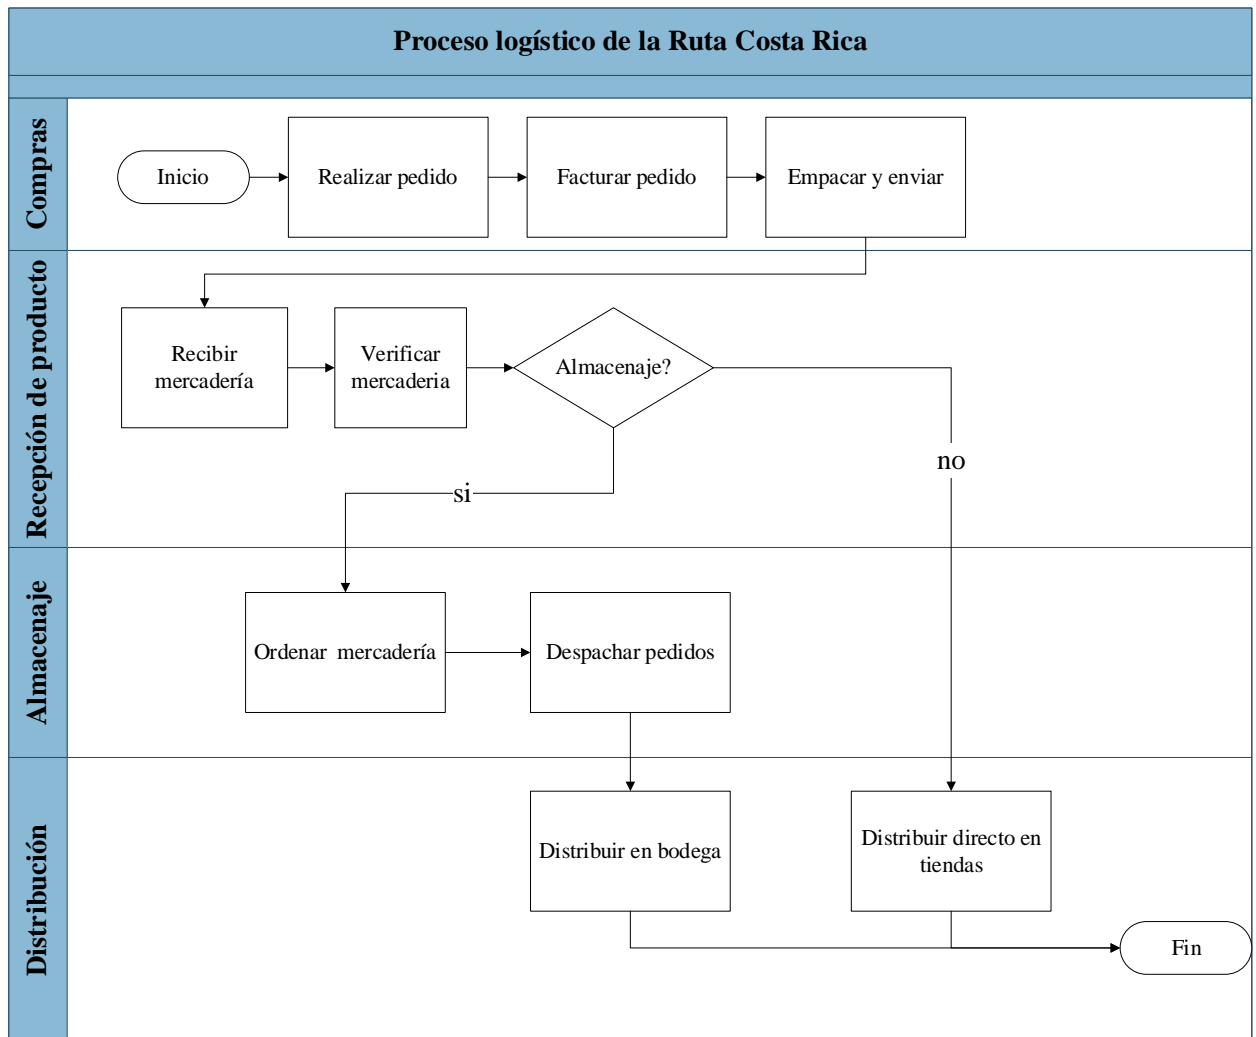 Proceso logístico de la Ruta Costa Rica
Compras
Inicio
Realizar pedido
Facturar pedido
Empacar y enviar
Recepción de producto
Recibir
mercadería
Verificar
mercaderia
Almacenaje?
si
no
Almacenaje
Ordenar mercadería
Despachar pedidos
Distribución
Distribuir en bodega
Distribuir directo en
tiendas
Fin